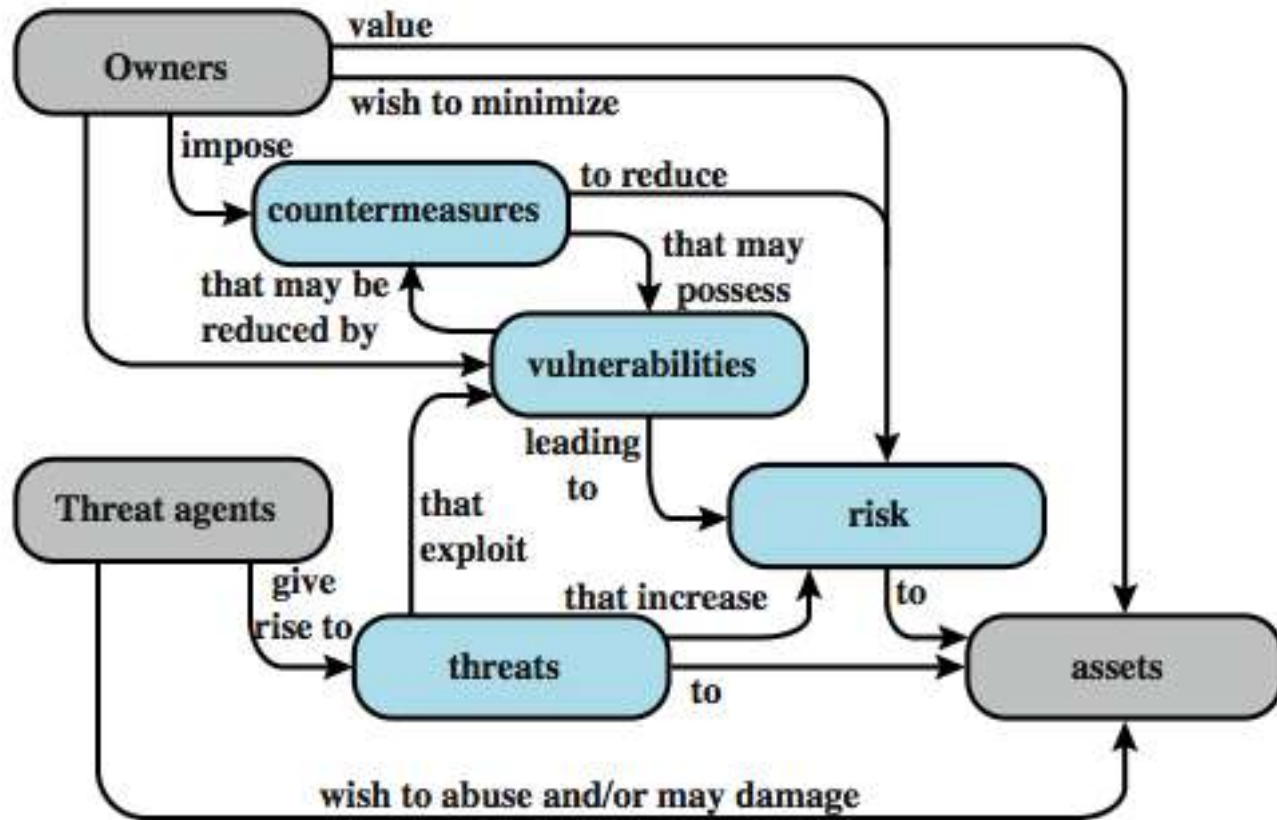 value
Owners
wish to minimize
impose
to reduce
countermeasures
that may
possess
that may be
reduced by
vulnerabilities
leading
to
Threat agents
that
exploit
risk
give
rise to
that increase
to
threats
to
assets
wish to abuse and/or may damage